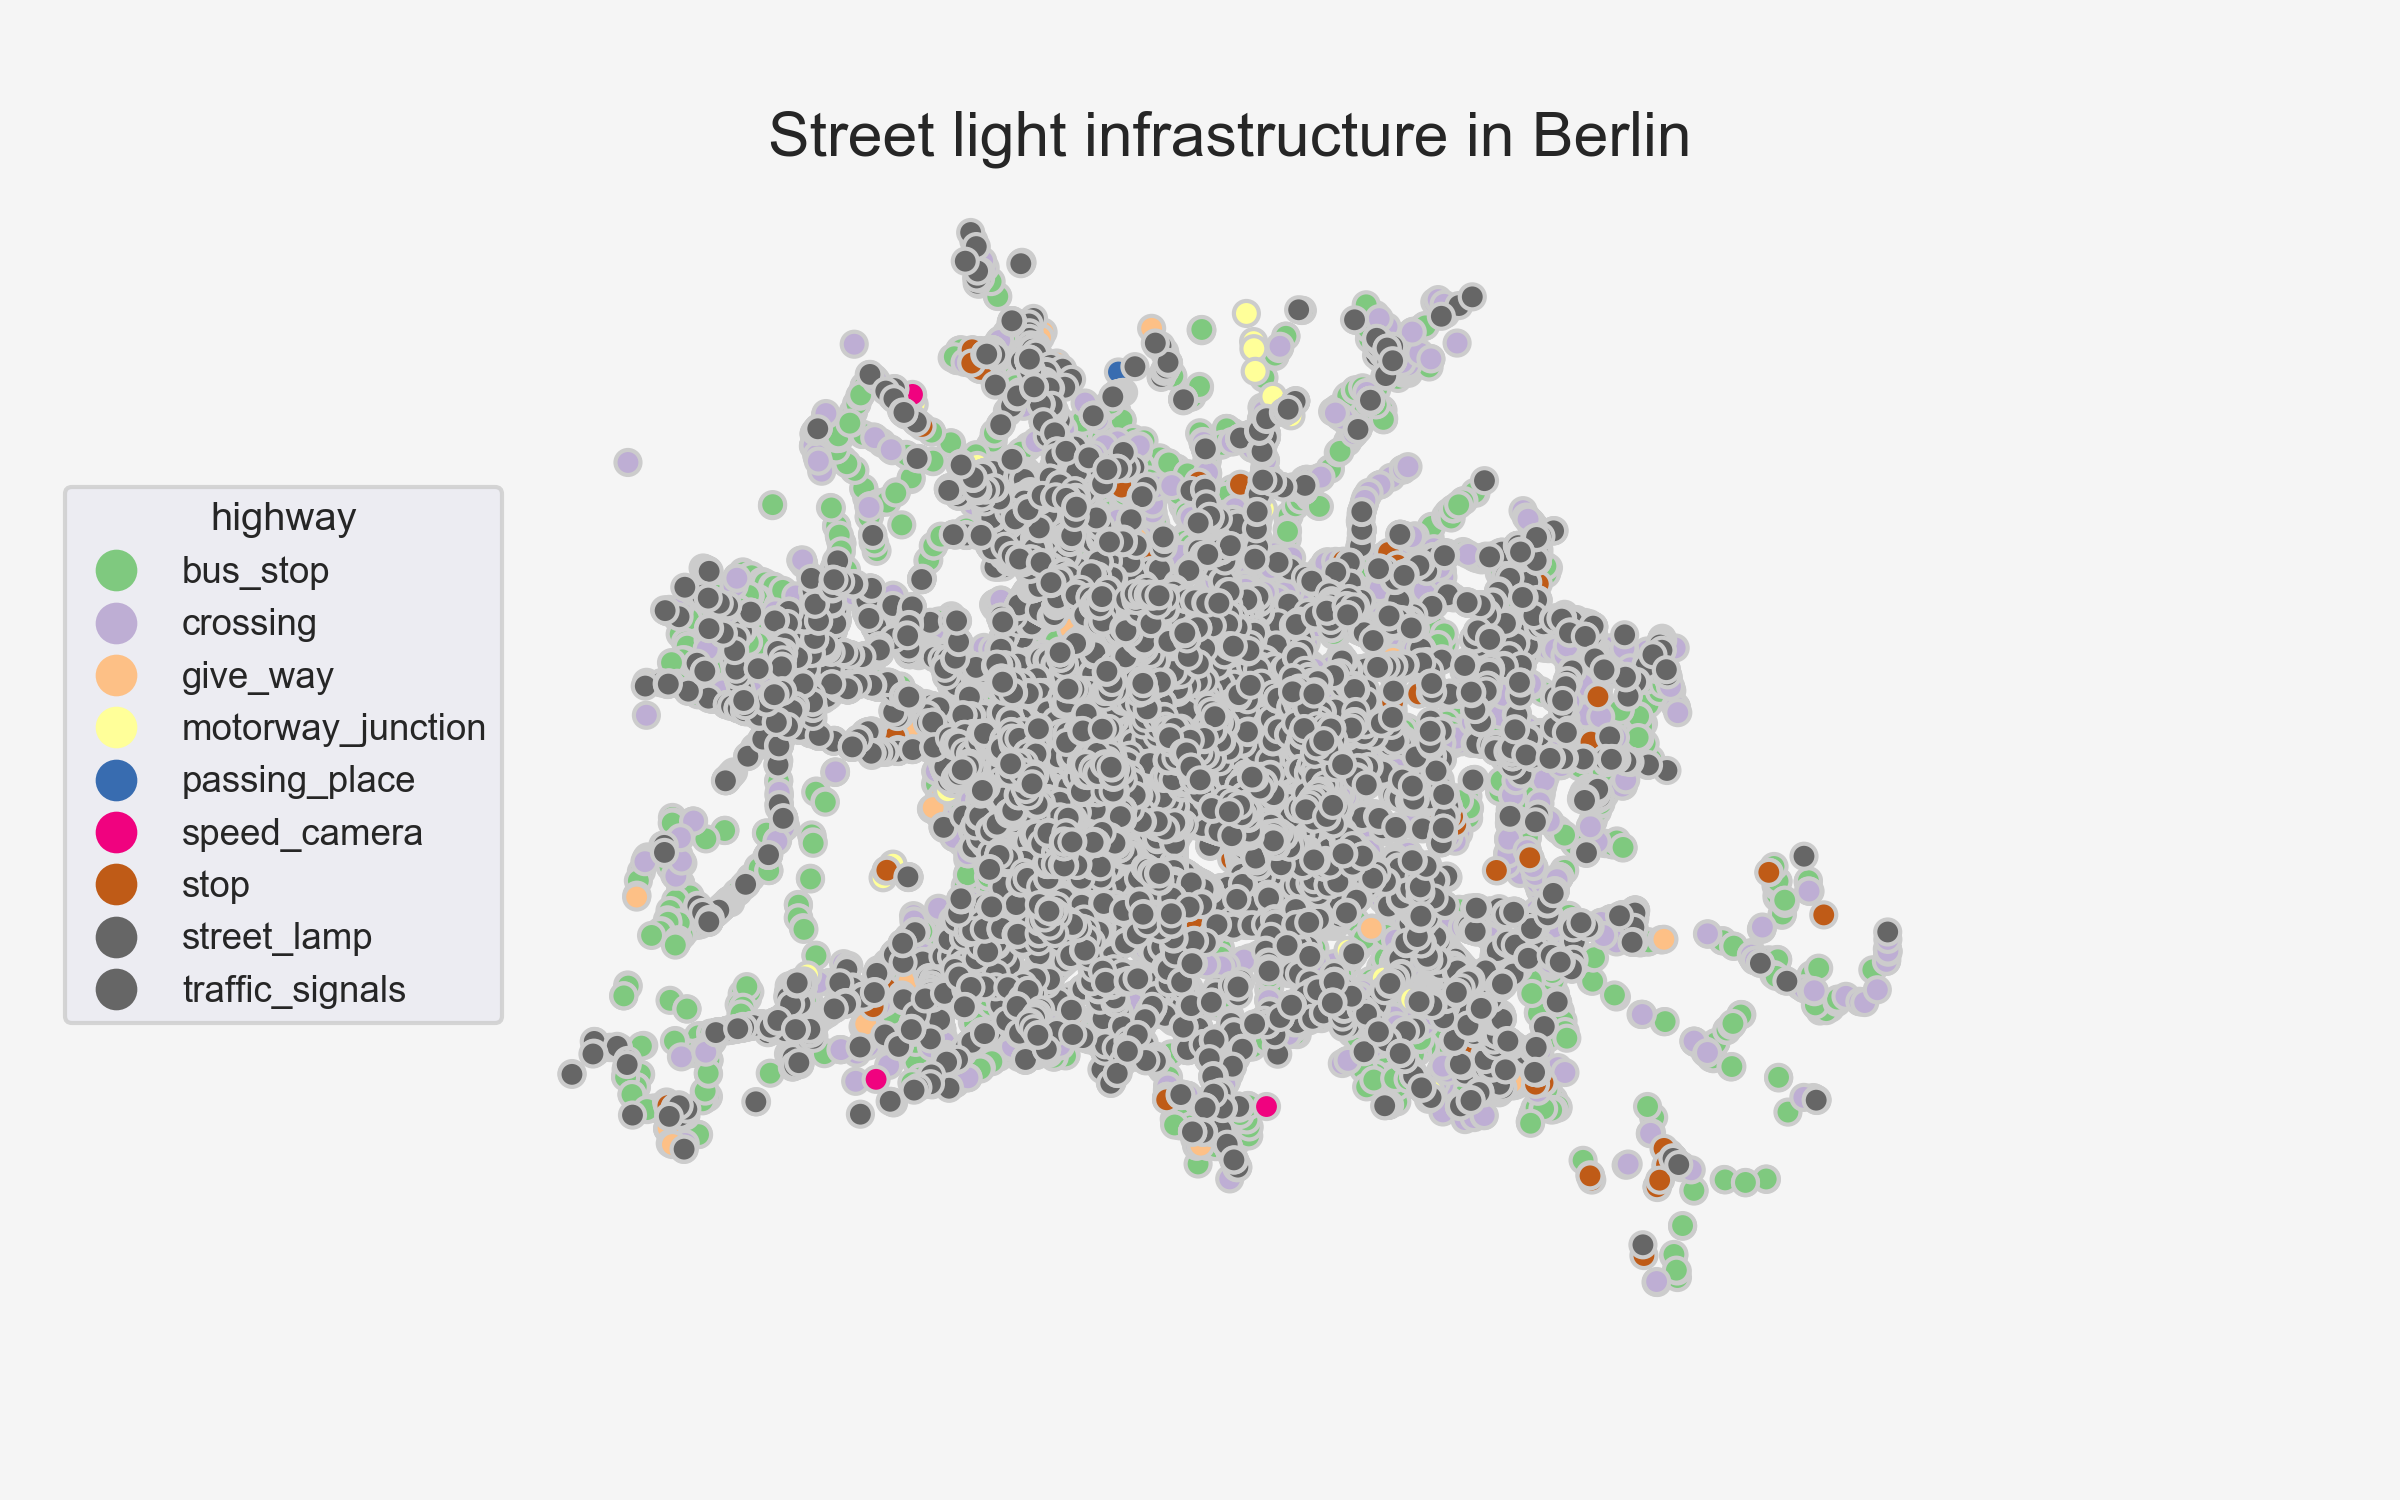 Street light infrastructure in Berlin
highway
bus_stop
crossing
give_way
motorway_junction
passing_place
speed_camera
stop
street_lamp
traffic_signals